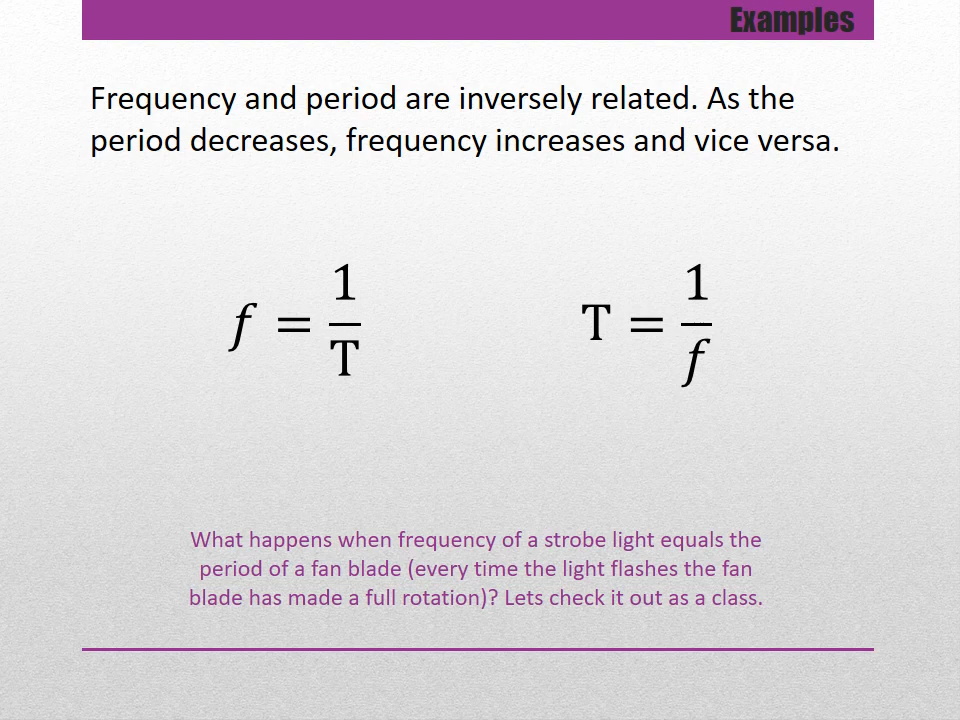 Examples
Frequency and period are inversely related. As the
period decreases, frequency increases and vice versa.
f = 1/T
T = 1/f
What happens when frequency of a strobe light equals the
period of a fan blade (every time the light flashes the fan
blade has made a full rotation)? Lets check it out as a class.